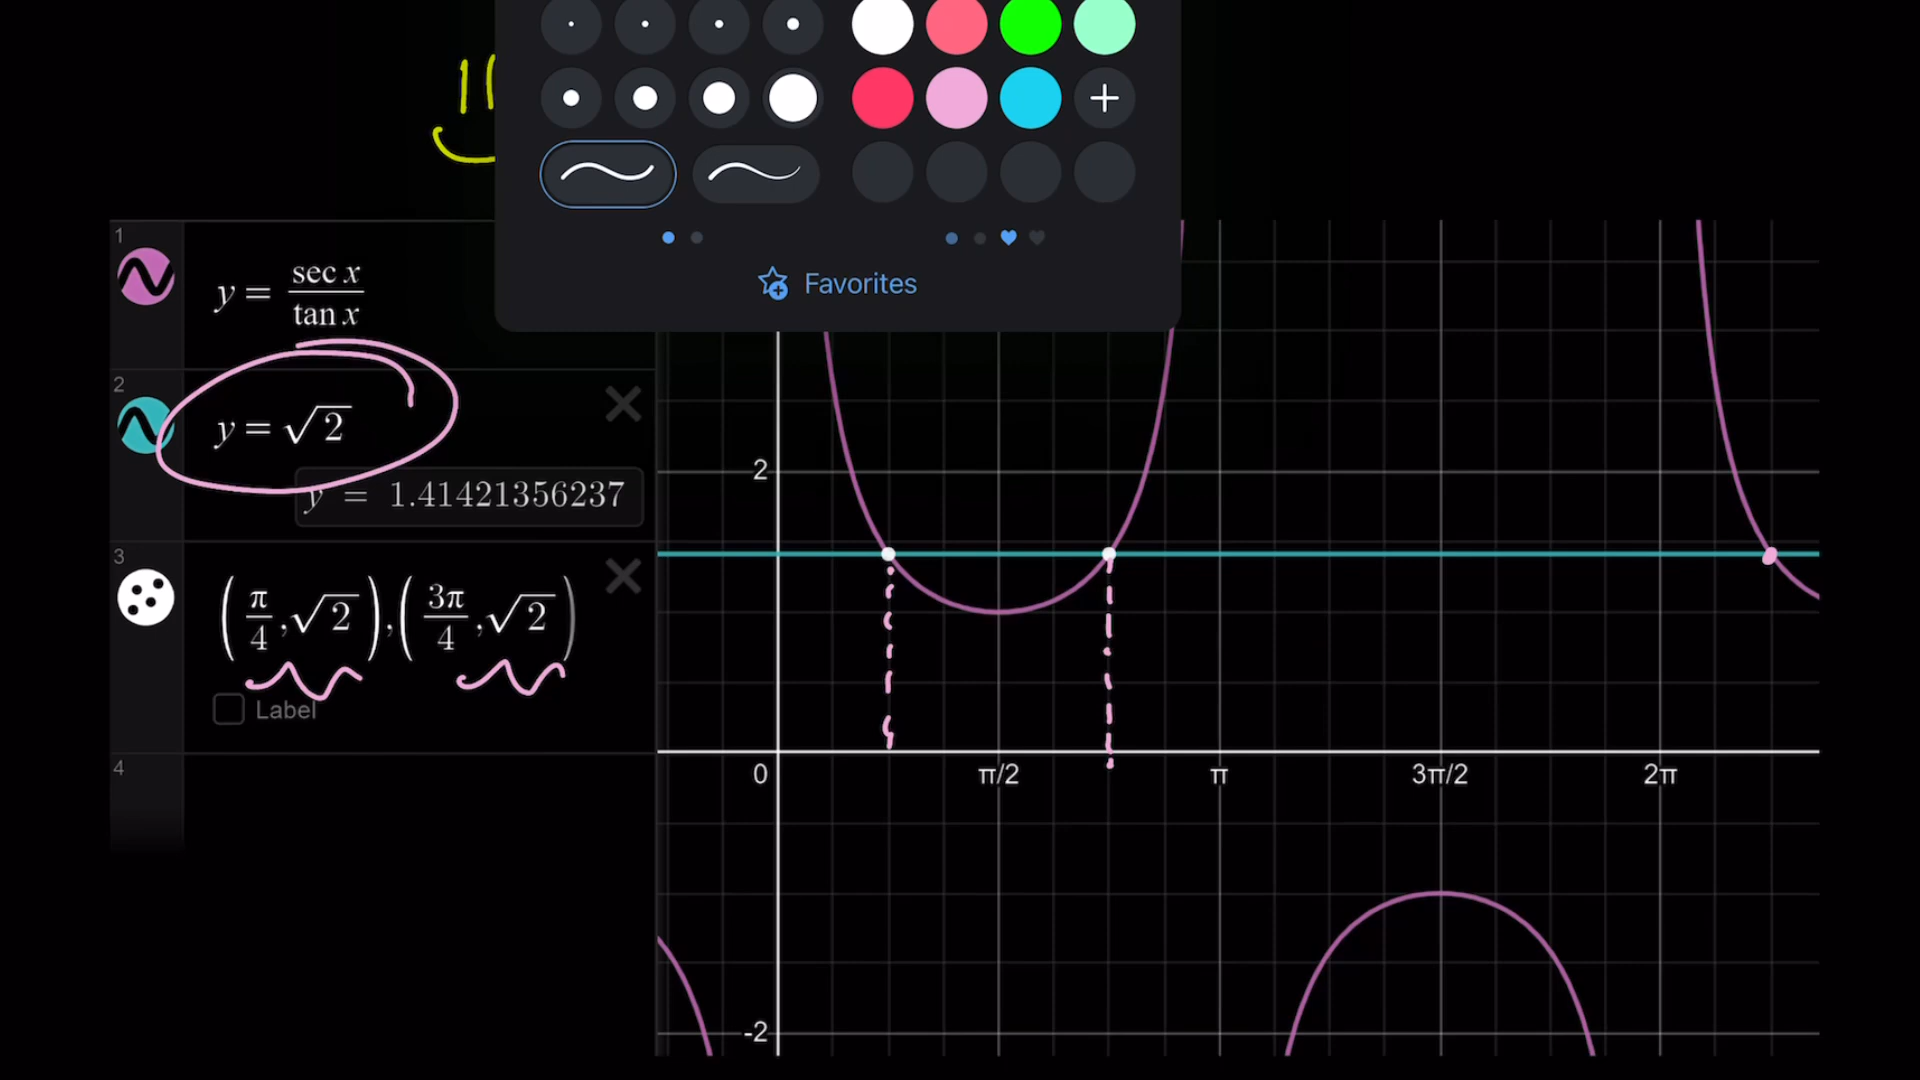 Favorites
1
y = sec x / tan x
2
y = √2
y = 1.41421356237
3
(π/4, √2), (3π/4, √2)
Label
4
2
0 π/2 π 3π/2 2π
-2